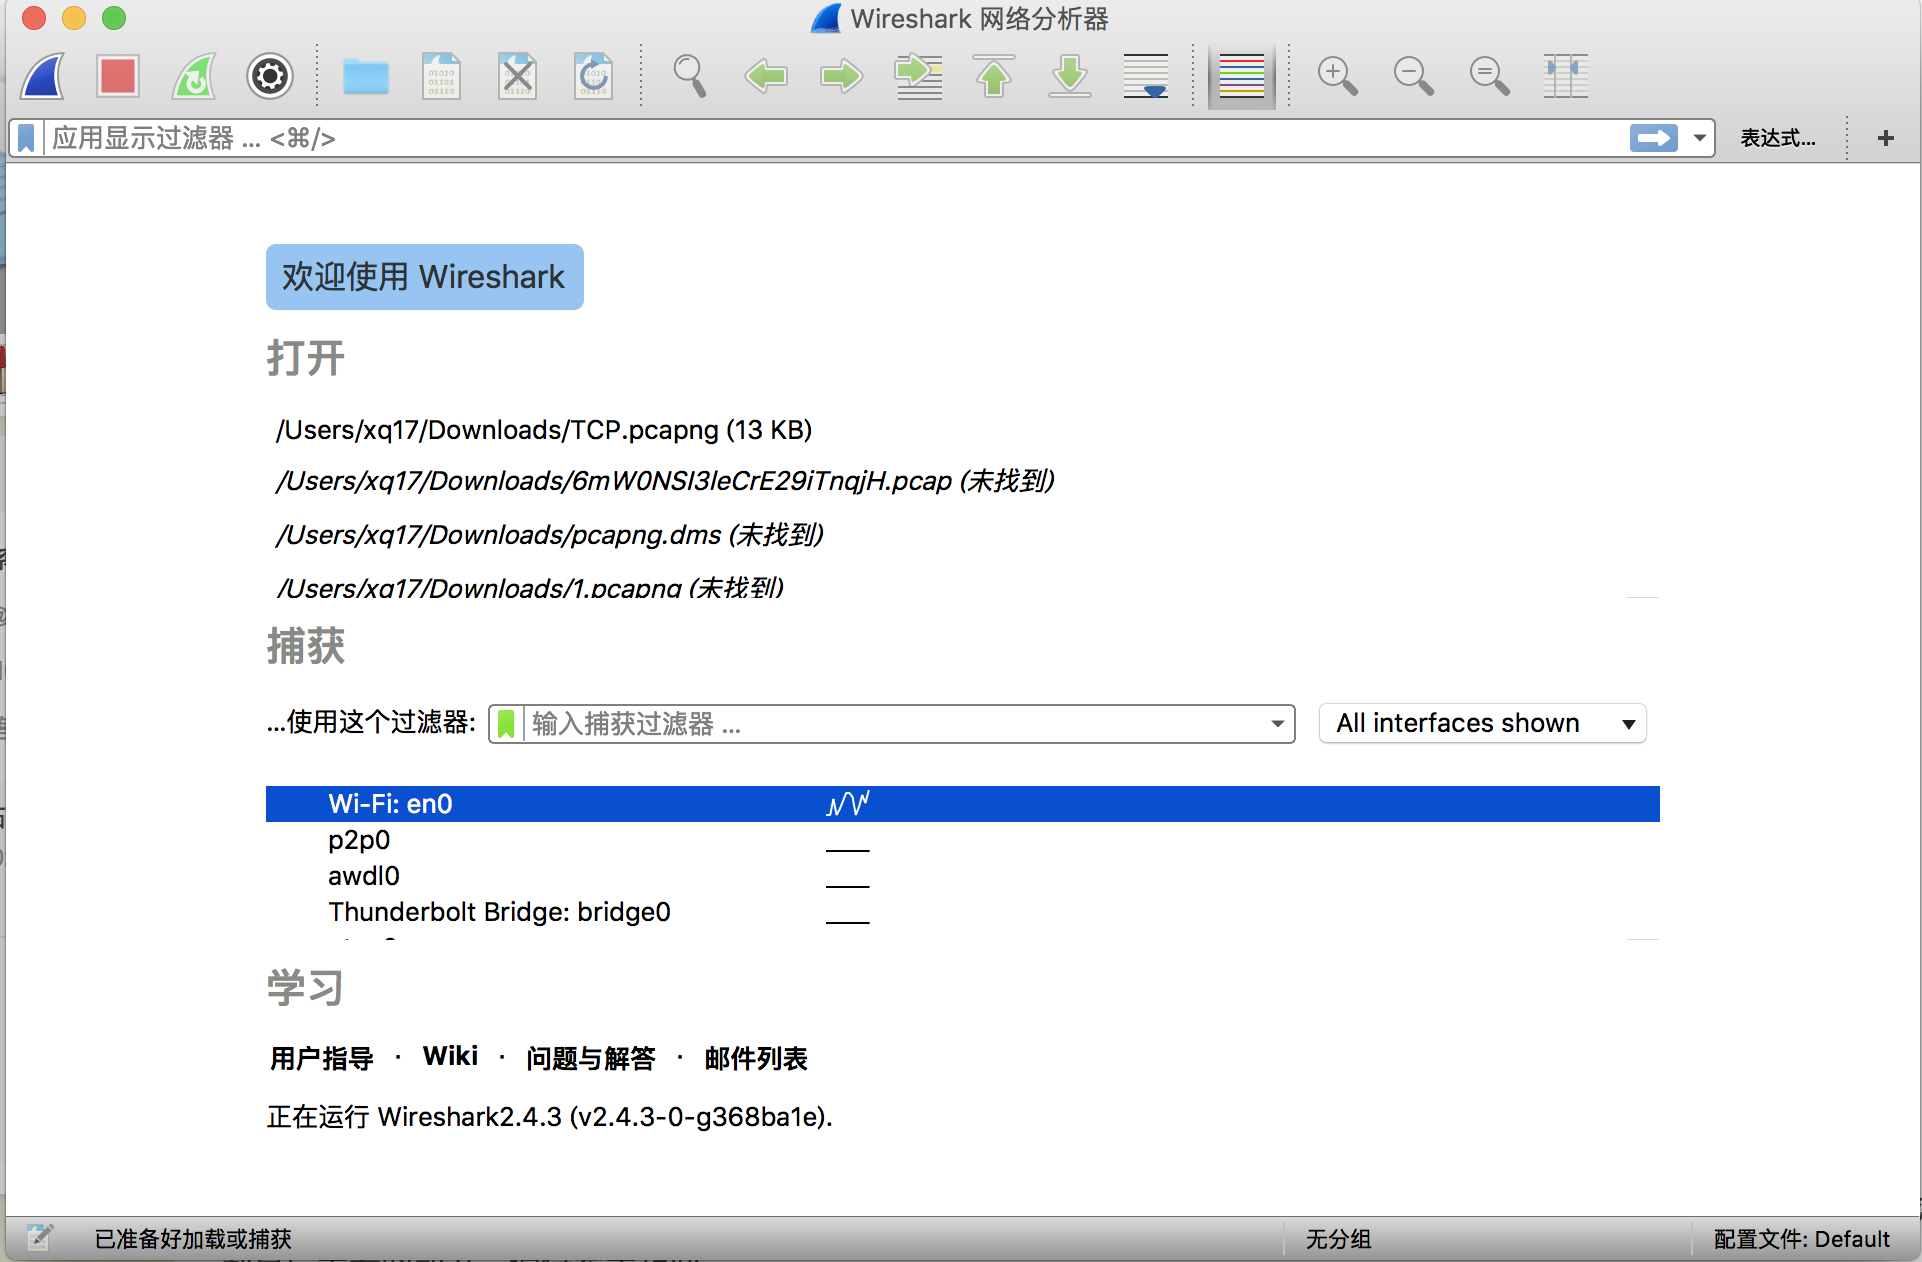 Wireshark 网络分析器
应用显示过滤器 ... <⌘/>
表达式...
+
欢迎使用 Wireshark
打开
/Users/xq17/Downloads/TCP.pcapng (13 KB)
/Users/xq17/Downloads/6mW0NSI3leCrE29iTnqjH.pcap (未找到)
/Users/xq17/Downloads/pcapng.dms (未找到)
/Users/xq17/Downloads/1.pcapng (未找到)
捕获
...使用这个过滤器:
输入捕获过滤器 ...
All interfaces shown
Wi-Fi: en0
p2p0
awdl0
Thunderbolt Bridge: bridge0
学习
用户指导 · Wiki · 问题与解答 · 邮件列表
正在运行 Wireshark2.4.3 (v2.4.3-0-g368ba1e).
已准备好加载或捕获
无分组
配置文件: Default